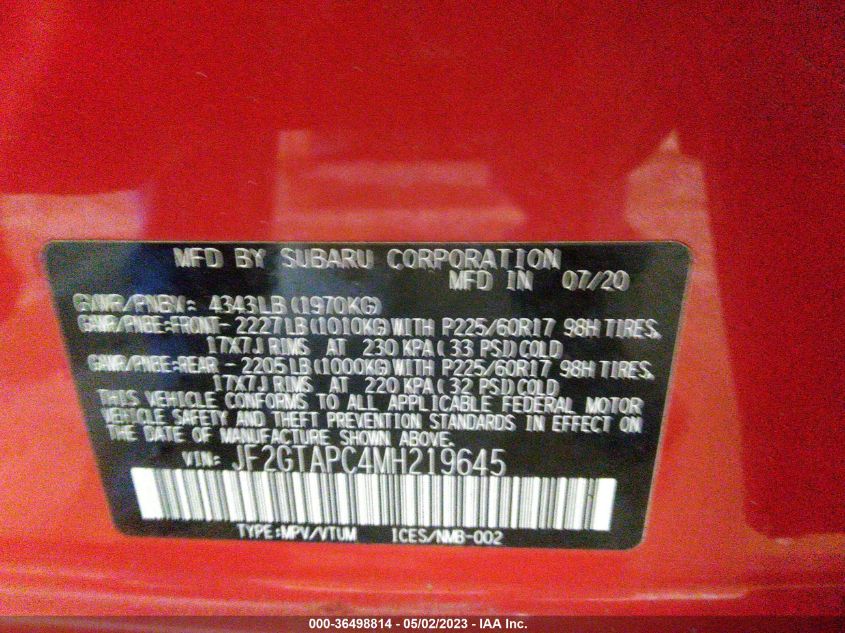 MFD BY SUBARU CORPORATION
MFD IN 07/20
GVWR/PNBV: 4343LB(1970KG)
GAWR/PNBE:FRONT- 2227LB(1010KG)WITH P225/60R17 98H TIRES,
17X7J RIMS AT 230 KPA( 33 PSI)COLD
GAWR/PNBE:REAR - 2205LB(1000KG)WITH P225/60R17 98H TIRES,
17X7J RIMS AT 220 KPA( 32 PSI)COLD
THIS VEHICLE CONFORMS TO ALL APPLICABLE FEDERAL MOTOR
VEHICLE SAFETY AND THEFT PREVENTION STANDARDS IN EFFECT ON
THE DATE OF MANUFACTURE SHOWN ABOVE.
VIN: JF2GTAPC4MH219645
TYPE:MPV/VTUM ICES/NMB-002
000-36498814 - 05/02/2023 - IAA Inc.